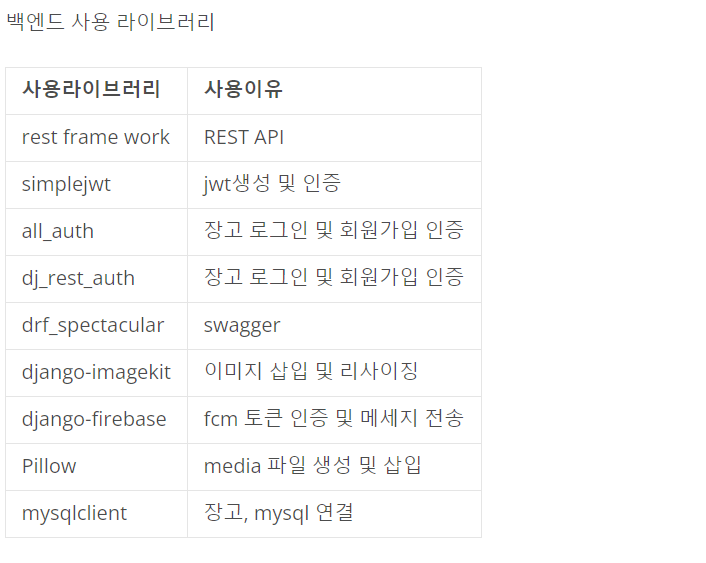 백엔드 사용 라이브러리
사용라이브러리 사용이유
rest frame work REST API
simplejwt jwt생성 및 인증
all_auth 장고 로그인 및 회원가입 인증
dj_rest_auth 장고 로그인 및 회원가입 인증
drf_spectacular swagger
django-imagekit 이미지 삽입 및 리사이징
django-firebase fcm 토큰 인증 및 메세지 전송
Pillow media 파일 생성 및 삽입
mysqlclient 장고, mysql 연결